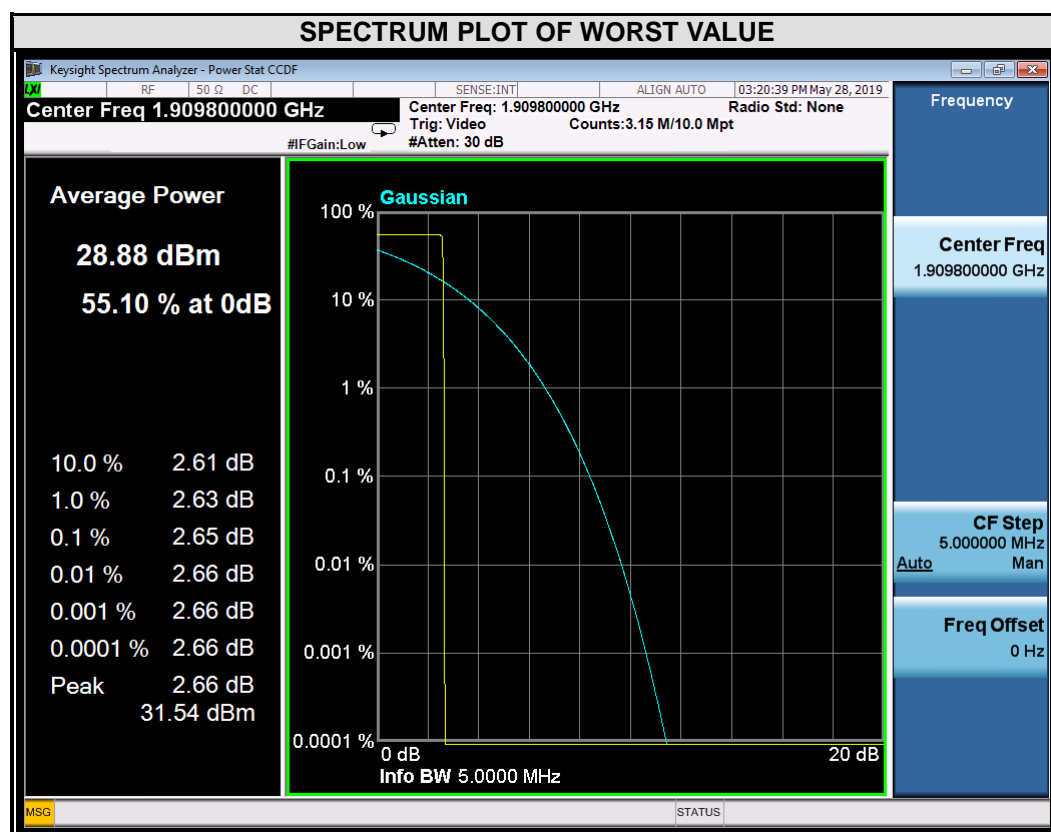 SPECTRUM PLOT OF WORST VALUE
Keysight Spectrum Analyzer - Power Stat CCDF
LXI RF 50 Ω DC SENSE:INT ALIGN AUTO 03:20:39 PM May 28, 2019
Center Freq 1.909800000 GHz
Center Freq: 1.909800000 GHz Radio Std: None
Trig: Video Counts:3.15 M/10.0 Mpt
#IFGain:Low #Atten: 30 dB
Frequency
Average Power
28.88 dBm
55.10 % at 0dB
10.0 % 2.61 dB
1.0 % 2.63 dB
0.1 % 2.65 dB
0.01 % 2.66 dB
0.001 % 2.66 dB
0.0001 % 2.66 dB
Peak 2.66 dB
31.54 dBm
Gaussian
100 %
10 %
1 %
0.1 %
0.01 %
0.001 %
0.0001 %
0 dB 20 dB
Info BW 5.0000 MHz
Center Freq
1.909800000 GHz
CF Step
5.000000 MHz
Auto Man
Freq Offset
0 Hz
MSG STATUS